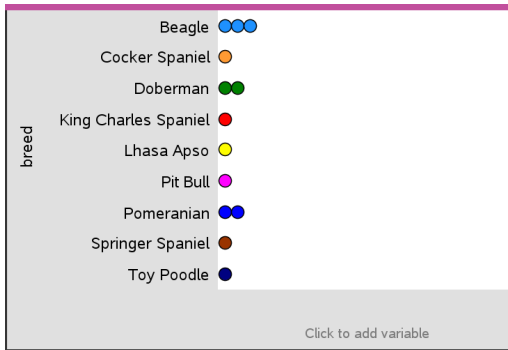 Beagle
Cocker Spaniel
Doberman
King Charles Spaniel
breed
Lhasa Apso
Pit Bull
Pomeranian
Springer Spaniel
Toy Poodle
Click to add variable